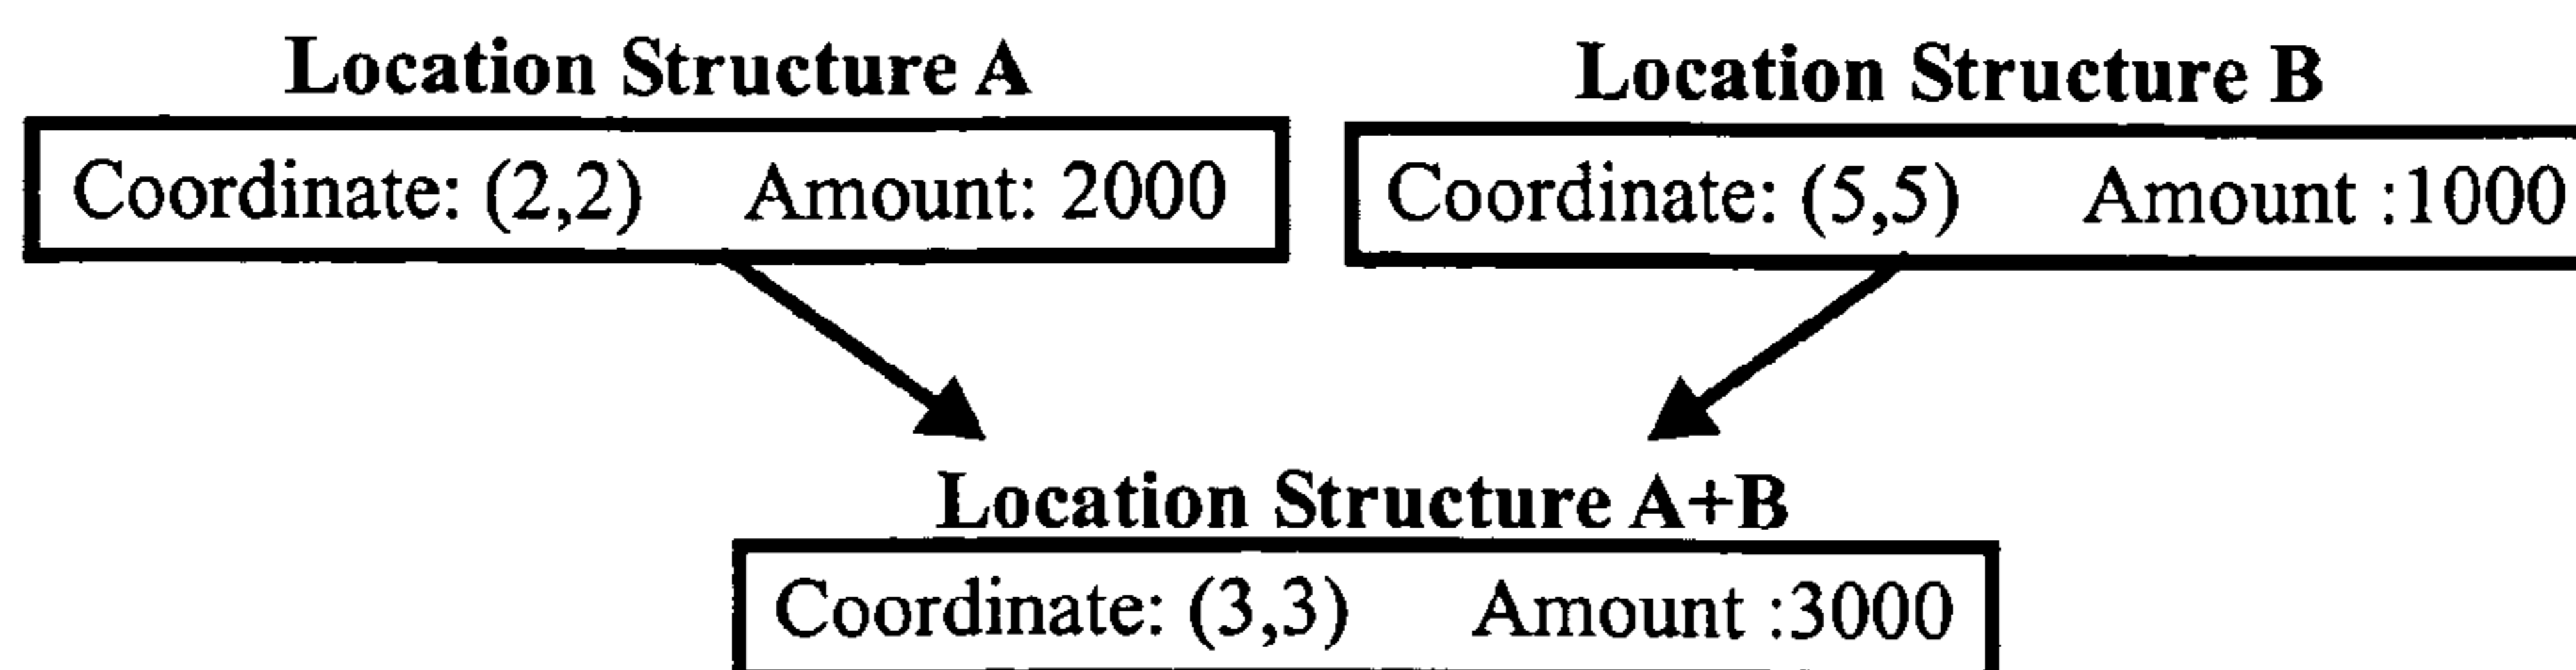 Location Structure A
Location Structure B
Coordinate: (2,2) Amount: 2000
Coordinate: (5,5) Amount :1000
Location Structure A+B
Coordinate: (3,3) Amount :3000